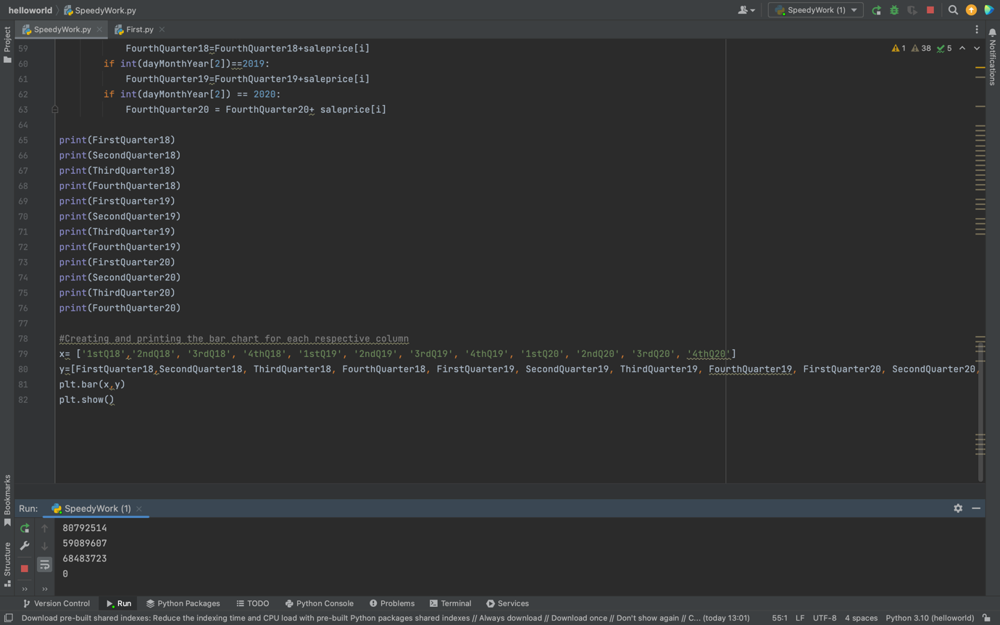 helloworld SpeedyWork.py SpeedyWork (1)
SpeedyWork.py First.py
Project
Notifications
1 38 5
59 FourthQuarter18=FourthQuarter18+saleprice[i]
60 if int(dayMonthYear[2])==2019:
61 FourthQuarter19=FourthQuarter19+saleprice[i]
62 if int(dayMonthYear[2]) == 2020:
63 FourthQuarter20 = FourthQuarter20+ saleprice[i]
64
65 print(FirstQuarter18)
66 print(SecondQuarter18)
67 print(ThirdQuarter18)
68 print(FourthQuarter18)
69 print(FirstQuarter19)
70 print(SecondQuarter19)
71 print(ThirdQuarter19)
72 print(FourthQuarter19)
73 print(FirstQuarter20)
74 print(SecondQuarter20)
75 print(ThirdQuarter20)
76 print(FourthQuarter20)
77
78 #Creating and printing the bar chart for each respective column
79 x= ['1stQ18','2ndQ18', '3rdQ18', '4thQ18', '1stQ19', '2ndQ19', '3rdQ19', '4thQ19', '1stQ20', '2ndQ20', '3rdQ20', '4thQ20']
80 y=[FirstQuarter18,SecondQuarter18, ThirdQuarter18, FourthQuarter18, FirstQuarter19, SecondQuarter19, ThirdQuarter19, FourthQuarter19, FirstQuarter20, SecondQuarter20,
81 plt.bar(x,y)
82 plt.show()
Bookmarks
Structure
Run: SpeedyWork (1)
80792514
59089607
68483723
0
Version Control Run Python Packages TODO Python Console Problems Terminal Services
Download pre-built shared indexes: Reduce the indexing time and CPU load with pre-built Python packages shared indexes // Always download // Download once // Don't show again // C... (today 13:01) 55:1 LF UTF-8 4 spaces Python 3.10 (helloworld)